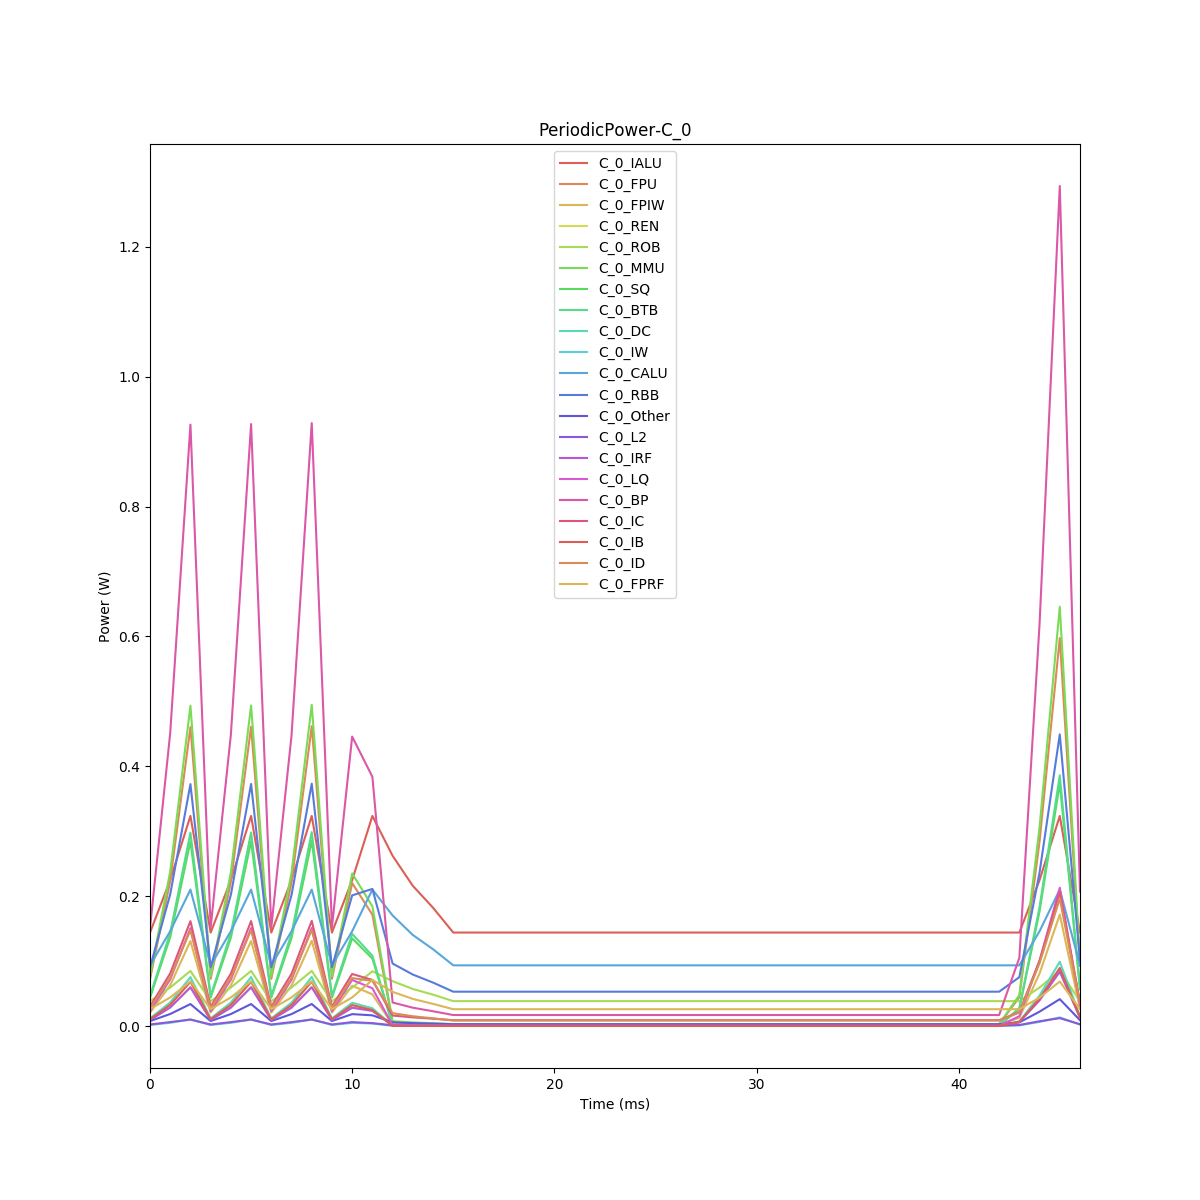 PeriodicPower-C_0
C_0_IALU
C_0_FPU
C_0_FPIW
C_0_REN
C_0_ROB
C_0_MMU
C_0_SQ
C_0_BTB
C_0_DC
C_0_IW
C_0_CALU
C_0_RBB
C_0_Other
C_0_L2
C_0_IRF
C_0_LQ
C_0_BP
C_0_IC
C_0_IB
C_0_ID
C_0_FPRF
1.2
1.0
0.8
0.6
0.4
0.2
0.0
Power (W)
0 10 20 30 40
Time (ms)